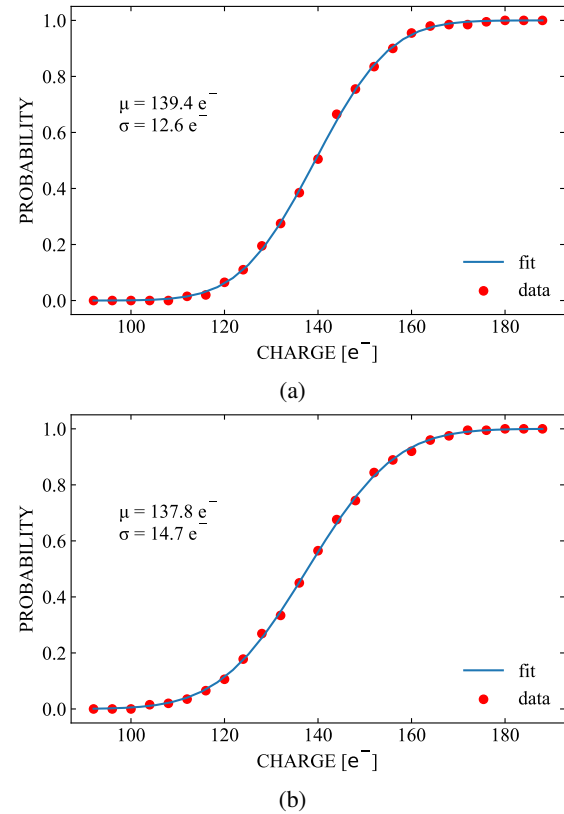 1.0
0.8
0.6
0.4
0.2
0.0
PROBABILITY
μ = 139.4 e⁻
σ = 12.6 e⁻
fit
data
100 120 140 160 180
CHARGE [e⁻]
(a)
1.0
0.8
0.6
0.4
0.2
0.0
PROBABILITY
μ = 137.8 e⁻
σ = 14.7 e⁻
fit
data
100 120 140 160 180
CHARGE [e⁻]
(b)